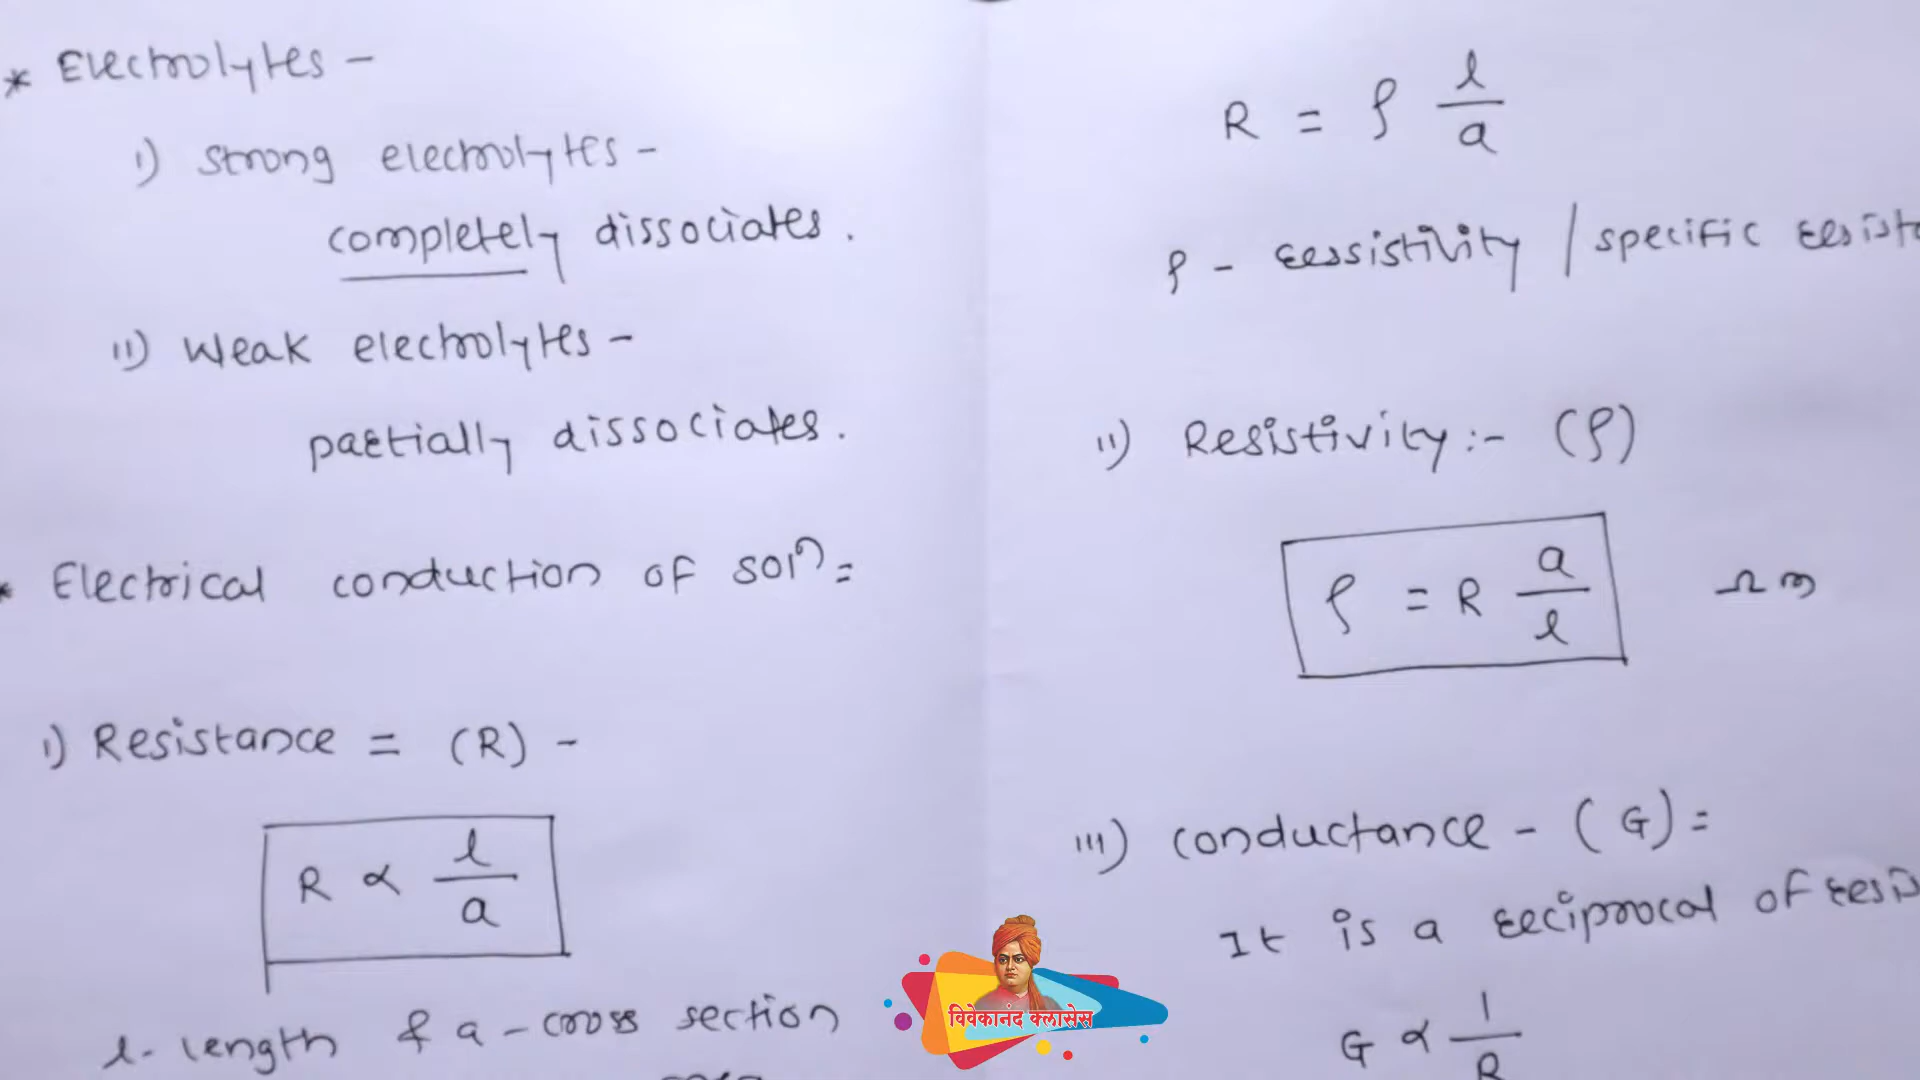 * Electrolytes -
i) strong electrolytes -
completely dissociates.
ii) Weak electrolytes -
partially dissociates.
* Electrical conduction of solⁿ =
i) Resistance = (R) -
R ∝ l/a
l - length & a - cross section
R = ρ l/a
ρ - ressistivity / specific
ii) Resistivity :- (ρ)
ρ = R a/l Ωm
iii) conductance - (G) =
It is a reciprocal of
G ∝ 1/R
विवेकानंद क्लासेस